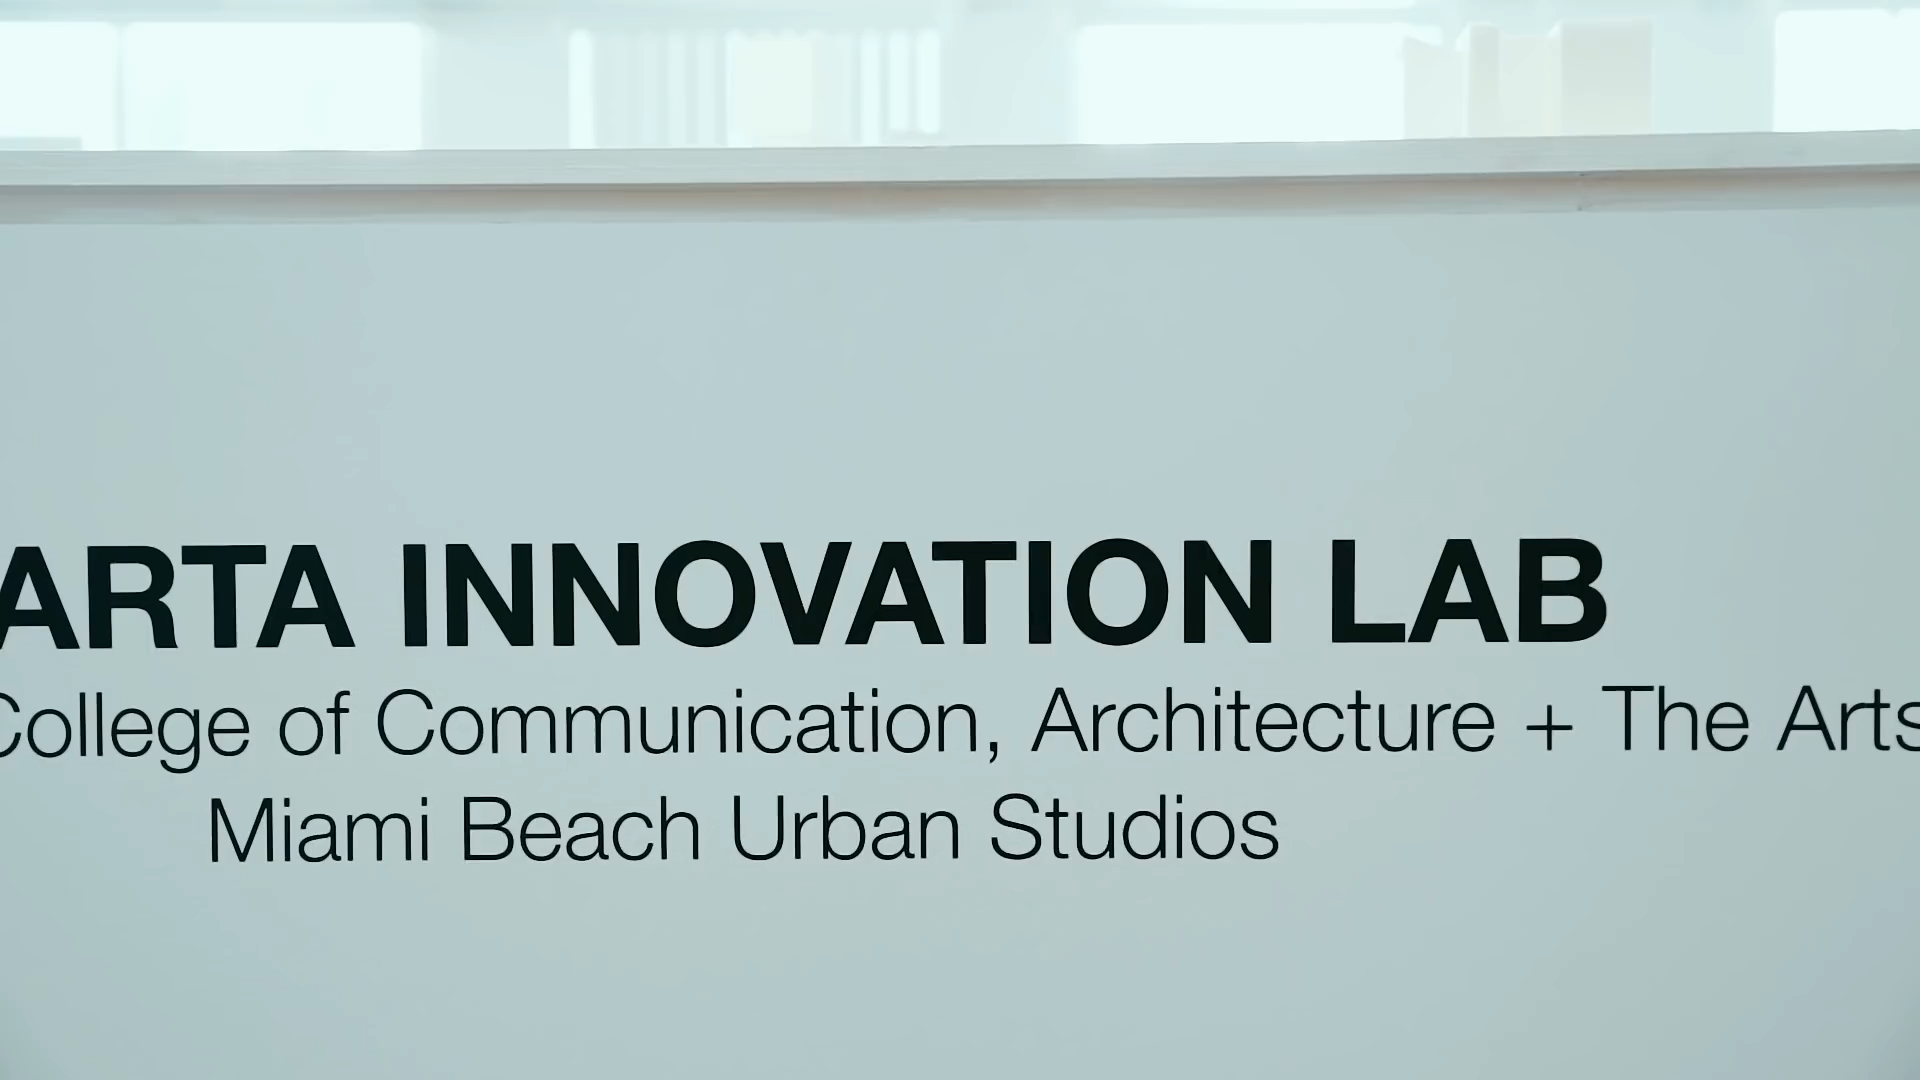 ARTA INNOVATION LAB
College of Communication, Architecture + The Arts
Miami Beach Urban Studios